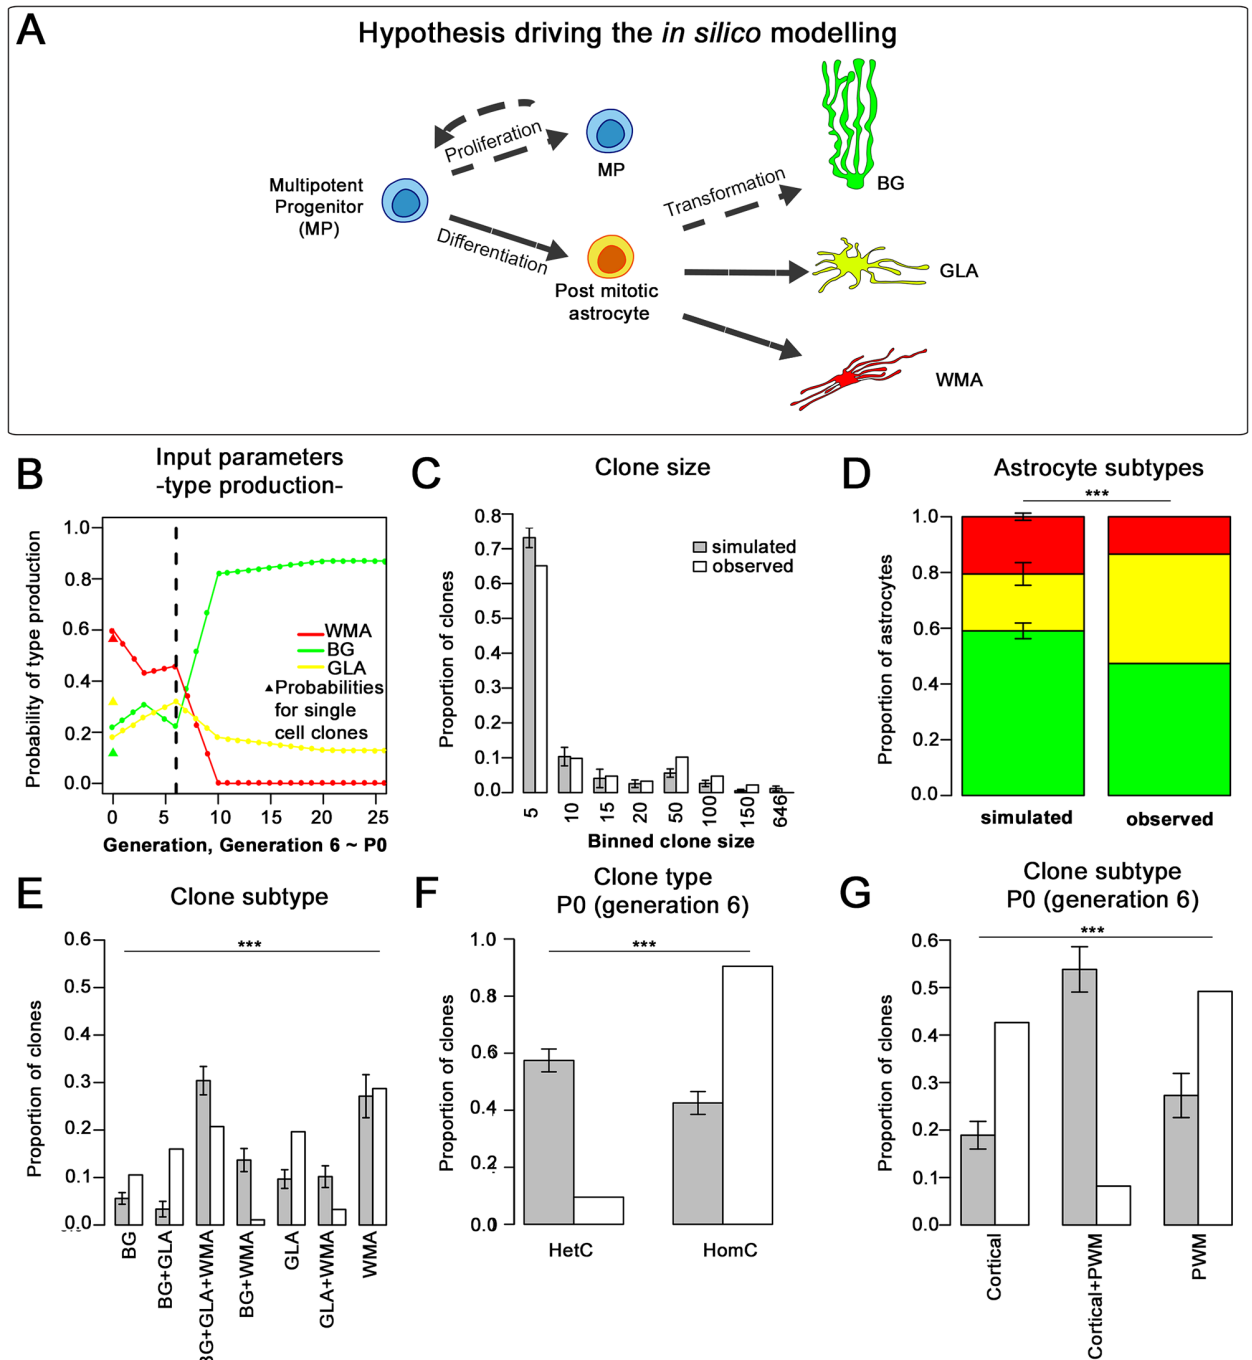 A
Hypothesis driving the in silico modelling
Proliferation
MP
BG
Multipotent
Progenitor
(MP)
Transformation
Differentiation
GLA
Post mitotic
astrocyte
WMA
B
Input parameters
-type production-
Probability of type production
1.0
0.8
0.6
0.4
0.2
0.0
WMA
BG
GLA
▲Probabilities
for single
cell clones
0
5
10
15
20
25
Generation, Generation 6 ~ P0
C
Clone size
Proportion of clones
0.8
0.7
0.6
0.5
0.4
0.3
0.2
0.1
0.0
simulated
observed
5
10
15
20
50
100
150
646
Binned clone size
D
Astrocyte subtypes
***
Proportion of astrocytes
1.0
0.8
0.6
0.4
0.2
0.0
simulated
observed
E
Clone subtype
***
Proportion of clones
0.6
0.5
0.4
0.3
0.2
0.1
0.0
BG
BG+GLA
BG+GLA+WMA
BG+WMA
GLA
GLA+WMA
WMA
F
Clone type
P0 (generation 6)
***
Proportion of clones
1.0
0.8
0.6
0.4
0.2
0.0
HetC
HomC
G
Clone subtype
P0 (generation 6)
***
Proportion of clones
0.6
0.5
0.4
0.3
0.2
0.1
0.0
Cortical
Cortical+PWM
PWM